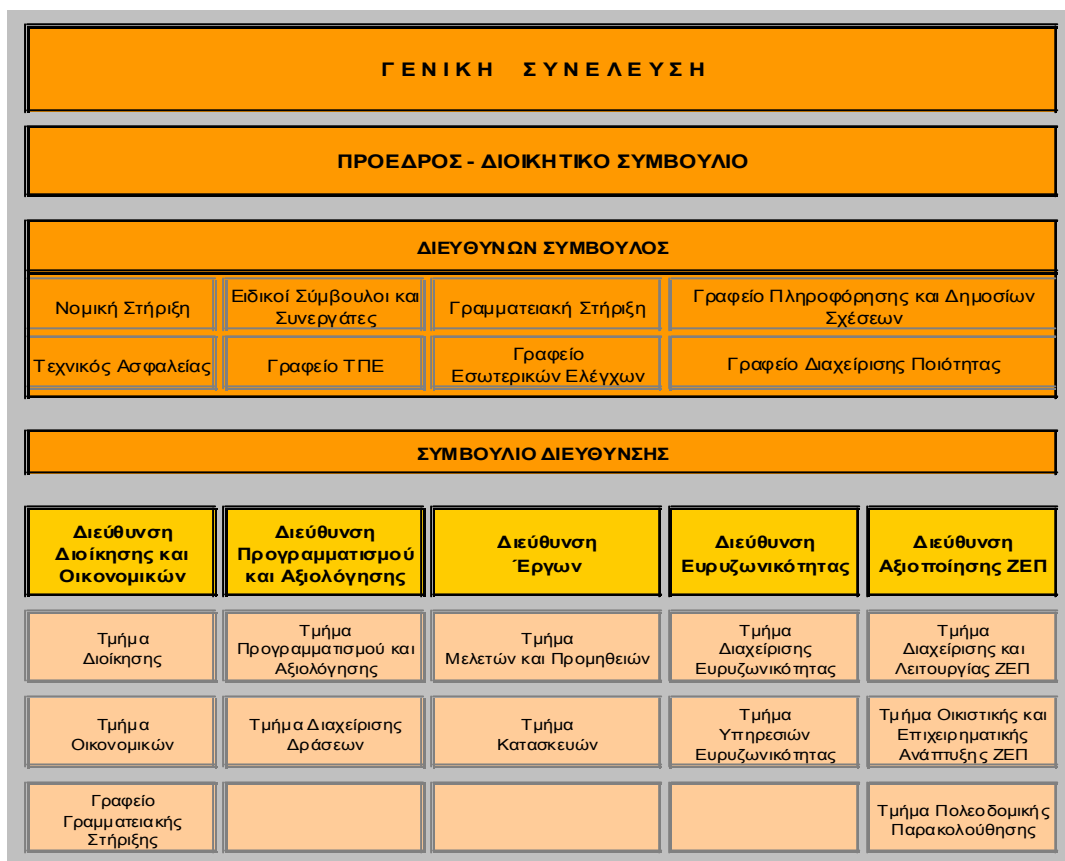 ΓΕΝΙΚΗ ΣΥΝΕΛΕΥΣΗ
ΠΡΟΕΔΡΟΣ - ΔΙΟΙΚΗΤΙΚΟ ΣΥΜΒΟΥΛΙΟ
ΔΙΕΥΘΥΝΩΝ ΣΥΜΒΟΥΛΟΣ
Νομική Στήριξη
Ειδικοί Σύμβουλοι και
Συνεργάτες
Γραμματειακή Στήριξη
Γραφείο Πληροφόρησης και Δημοσίων
Σχέσεων
Τεχνικός Ασφαλείας
Γραφείο ΤΠΕ
Γραφείο
Εσωτερικών Ελέγχων
Γραφείο Διαχείρισης Ποιότητας
ΣΥΜΒΟΥΛΙΟ ΔΙΕΥΘΥΝΣΗΣ
Διεύθυνση
Διοίκησης και
Οικονομικών
Διεύθυνση
Προγραμματισμού
και Αξιολόγησης
Διεύθυνση
Έργων
Διεύθυνση
Ευρυζωνικότητας
Διεύθυνση
Αξιοποίησης ΖΕΠ
Τμήμα
Διοίκησης
Τμήμα
Προγραμματισμού και
Αξιολόγησης
Τμήμα
Μελετών και Προμηθειών
Τμήμα
Διαχείρισης
Ευρυζωνικότητας
Τμήμα
Διαχείρισης και
Λειτουργίας ΖΕΠ
Τμήμα
Οικονομικών
Τμήμα Διαχείρισης
Δράσεων
Τμήμα
Κατασκευών
Τμήμα
Υπηρεσιών
Ευρυζωνικότητας
Τμήμα Οικιστικής και
Επιχειρηματικής
Ανάπτυξης ΖΕΠ
Γραφείο
Γραμματειακής
Στήριξης
Τμήμα Πολεοδομικής
Παρακολούθησης